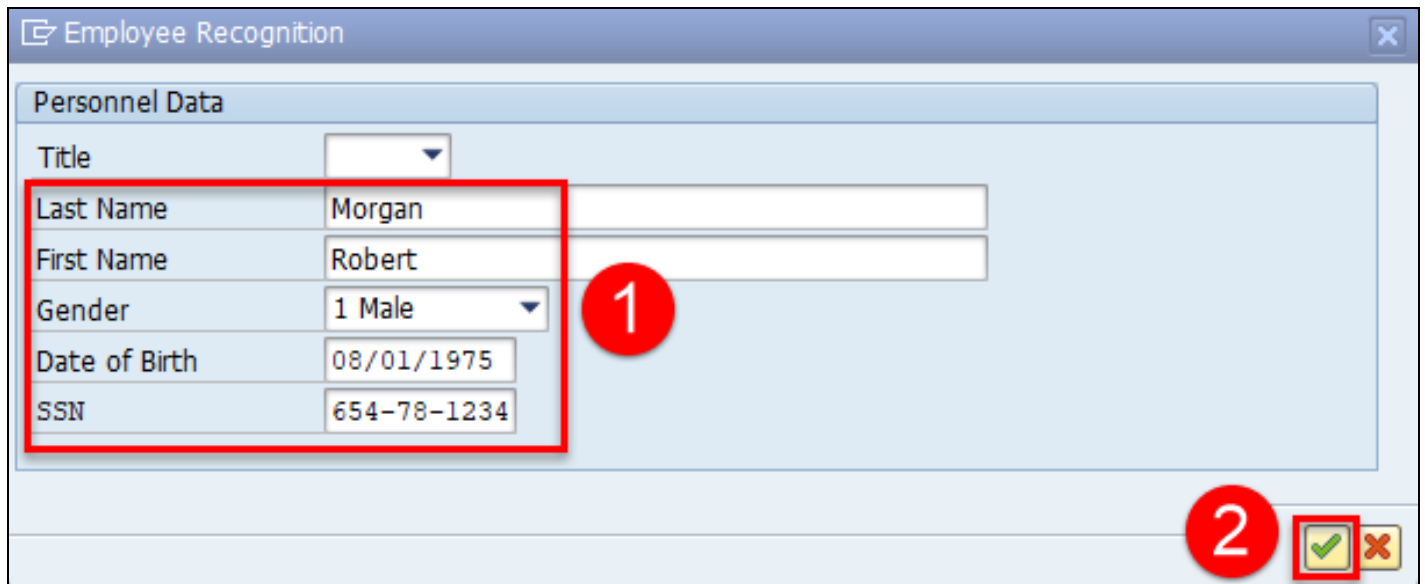 Employee Recognition
Personnel Data
Title
Last Name Morgan
First Name Robert
Gender 1 Male
1
Date of Birth 08/01/1975
SSN 654-78-1234
2